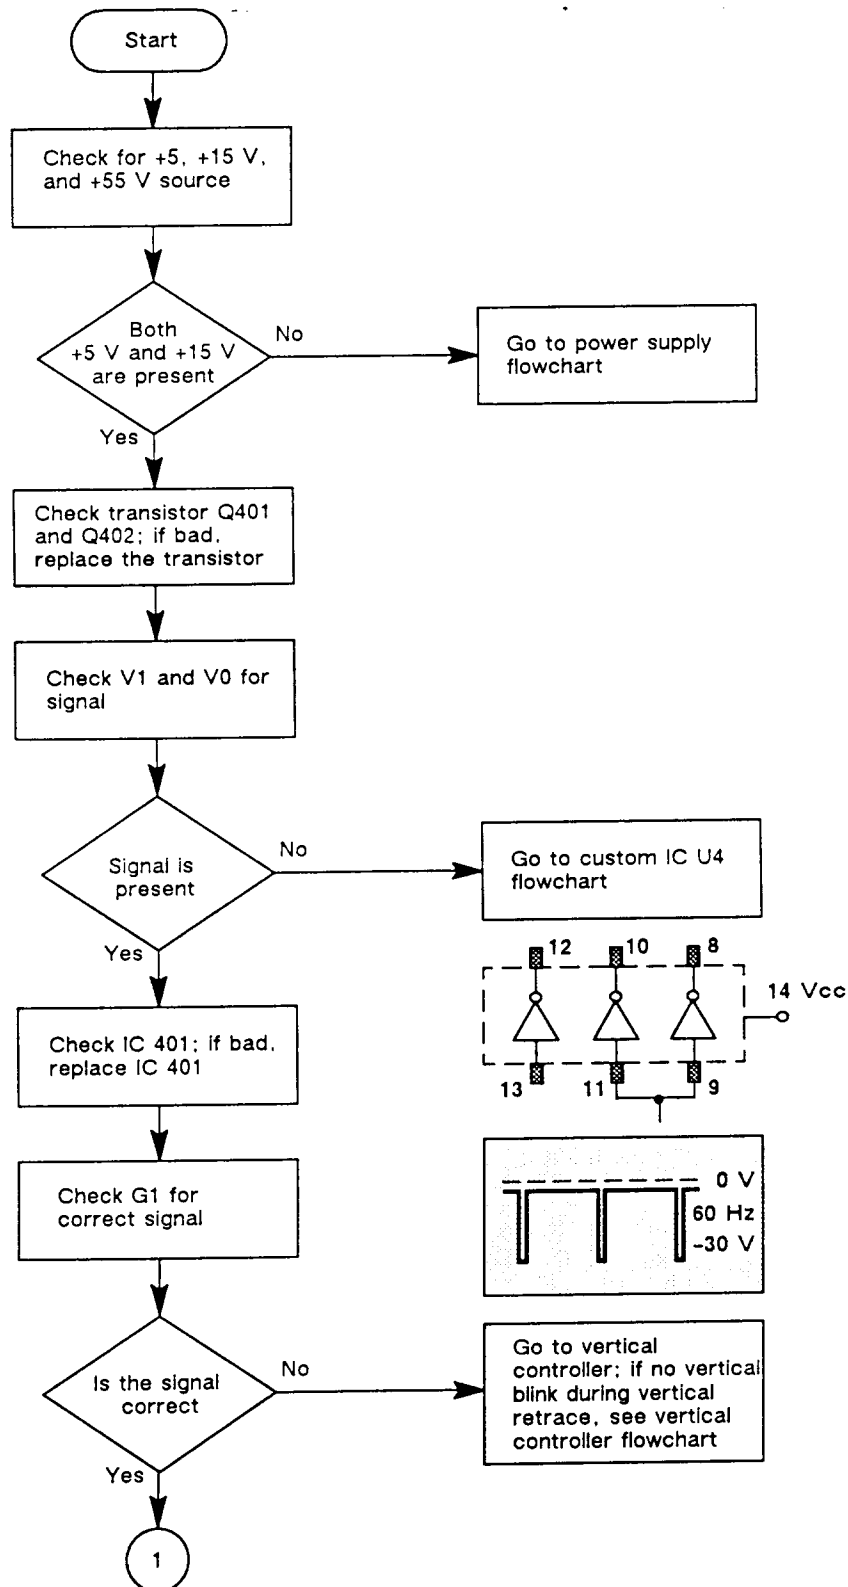 Start
Check for +5, +15 V,
and +55 V source
Both
+5 V and +15 V
are present
No
Go to power supply
flowchart
Yes
Check transistor Q401
and Q402; if bad,
replace the transistor
Check V1 and V0 for
signal
Signal is
present
No
Go to custom IC U4
flowchart
Yes
12 10 8
14 Vcc
13 11 9
Check IC 401; if bad,
replace IC 401
Check G1 for
correct signal
0 V
60 Hz
-30 V
Is the signal
correct
No
Go to vertical
controller; if no vertical
blink during vertical
retrace, see vertical
controller flowchart
Yes
1